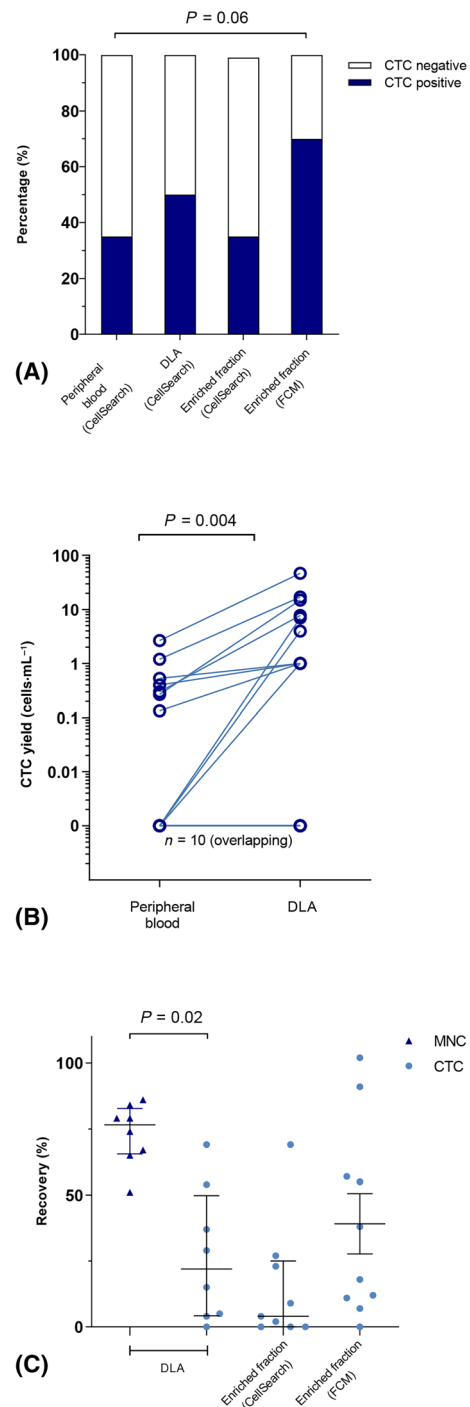 P = 0.06
100
80
60
40
20
0
Percentage (%)
CTC negative
CTC positive
Peripheral
blood
(CellSearch)
DLA
(CellSearch)
Enriched fraction
(CellSearch)
Enriched fraction
(FCM)
(A)
P = 0.004
100
10
1
0.1
0.01
0
CTC yield (cells·mL⁻¹)
n = 10 (overlapping)
Peripheral
blood
DLA
(B)
P = 0.02
MNC
CTC
100
50
0
Recovery (%)
DLA
Enriched fraction
(CellSearch)
Enriched fraction
(FCM)
(C)